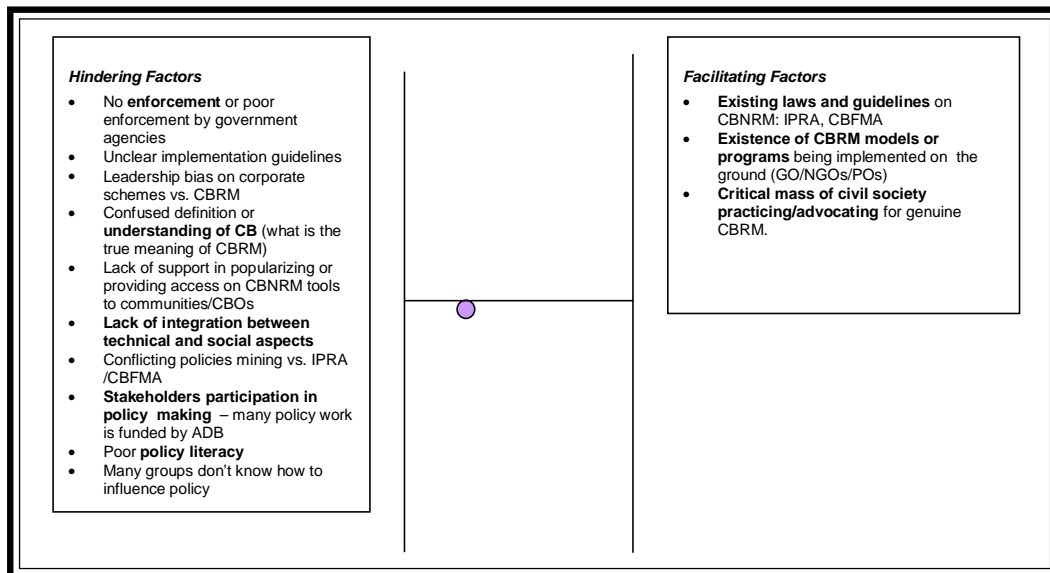 Hindering Factors
• No enforcement or poor
enforcement by government
agencies
• Unclear implementation guidelines
• Leadership bias on corporate
schemes vs. CBRM
• Confused definition or
understanding of CB (what is the
true meaning of CBRM)
• Lack of support in popularizing or
providing access on CBNRM tools
to communities/CBOs
• Lack of integration between
technical and social aspects
• Conflicting policies mining vs. IPRA
/CBFMA
• Stakeholders participation in
policy making – many policy work
is funded by ADB
• Poor policy literacy
• Many groups don't know how to
influence policy
Facilitating Factors
• Existing laws and guidelines on
CBNRM: IPRA, CBFMA
• Existence of CBRM models or
programs being implemented on the
ground (GO/NGOs/POs)
• Critical mass of civil society
practicing/advocating for genuine
CBRM.